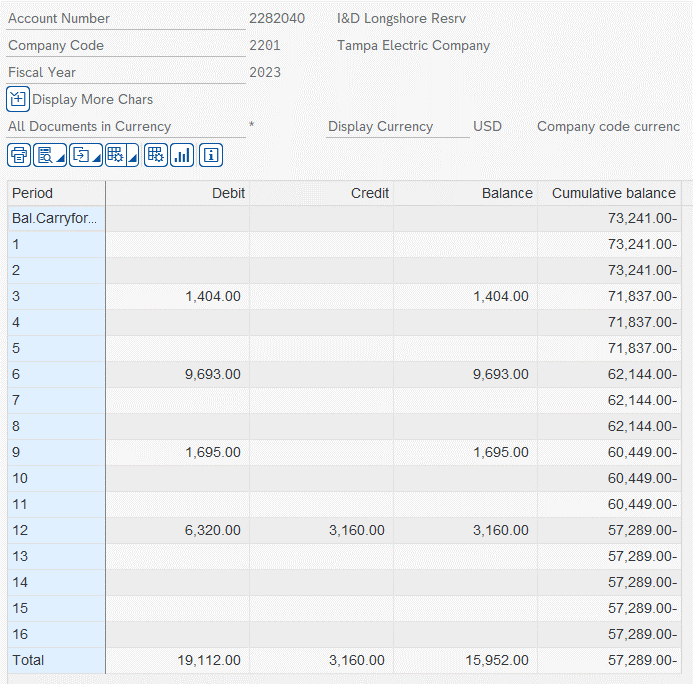 Account Number 2282040 I&D Longshore Resrv
Company Code 2201 Tampa Electric Company
Fiscal Year 2023
Display More Chars
All Documents in Currency * Display Currency USD Company code currenc
Period Debit Credit Balance Cumulative balance
Bal.Carryfor... 73,241.00-
1 73,241.00-
2 73,241.00-
3 1,404.00 1,404.00 71,837.00-
4 71,837.00-
5 71,837.00-
6 9,693.00 9,693.00 62,144.00-
7 62,144.00-
8 62,144.00-
9 1,695.00 1,695.00 60,449.00-
10 60,449.00-
11 60,449.00-
12 6,320.00 3,160.00 3,160.00 57,289.00-
13 57,289.00-
14 57,289.00-
15 57,289.00-
16 57,289.00-
Total 19,112.00 3,160.00 15,952.00 57,289.00-